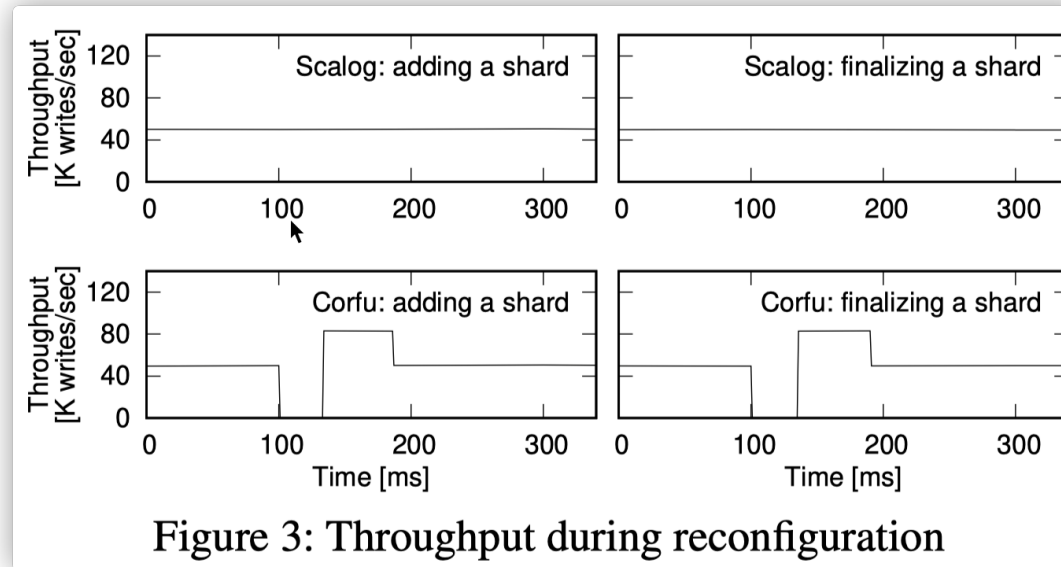 Throughput
[K writes/sec]
120
80
40
0
Scalog: adding a shard
0 100 200 300
Scalog: finalizing a shard
0 100 200 300
Throughput
[K writes/sec]
120
80
40
0
Corfu: adding a shard
0 100 200 300
Time [ms]
Corfu: finalizing a shard
0 100 200 300
Time [ms]
Figure 3: Throughput during reconfiguration